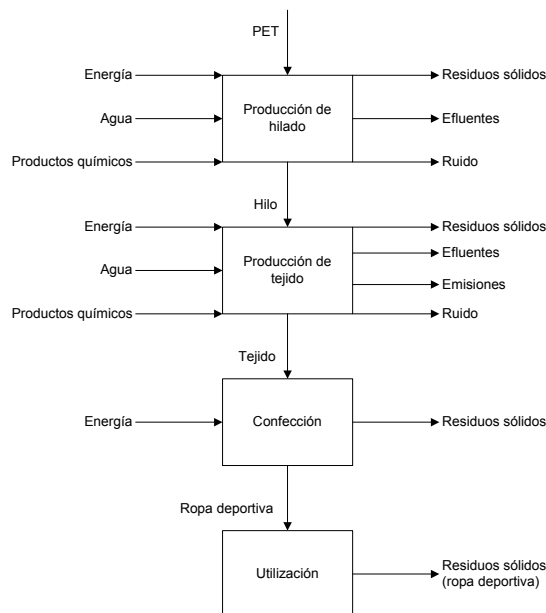 PET
Energía
Residuos sólidos
Producción de
hilado
Agua
Efluentes
Productos químicos
Ruido
Hilo
Energía
Residuos sólidos
Efluentes
Producción de
tejido
Agua
Emisiones
Productos químicos
Ruido
Tejido
Energía
Confección
Residuos sólidos
Ropa deportiva
Utilización
Residuos sólidos
(ropa deportiva)